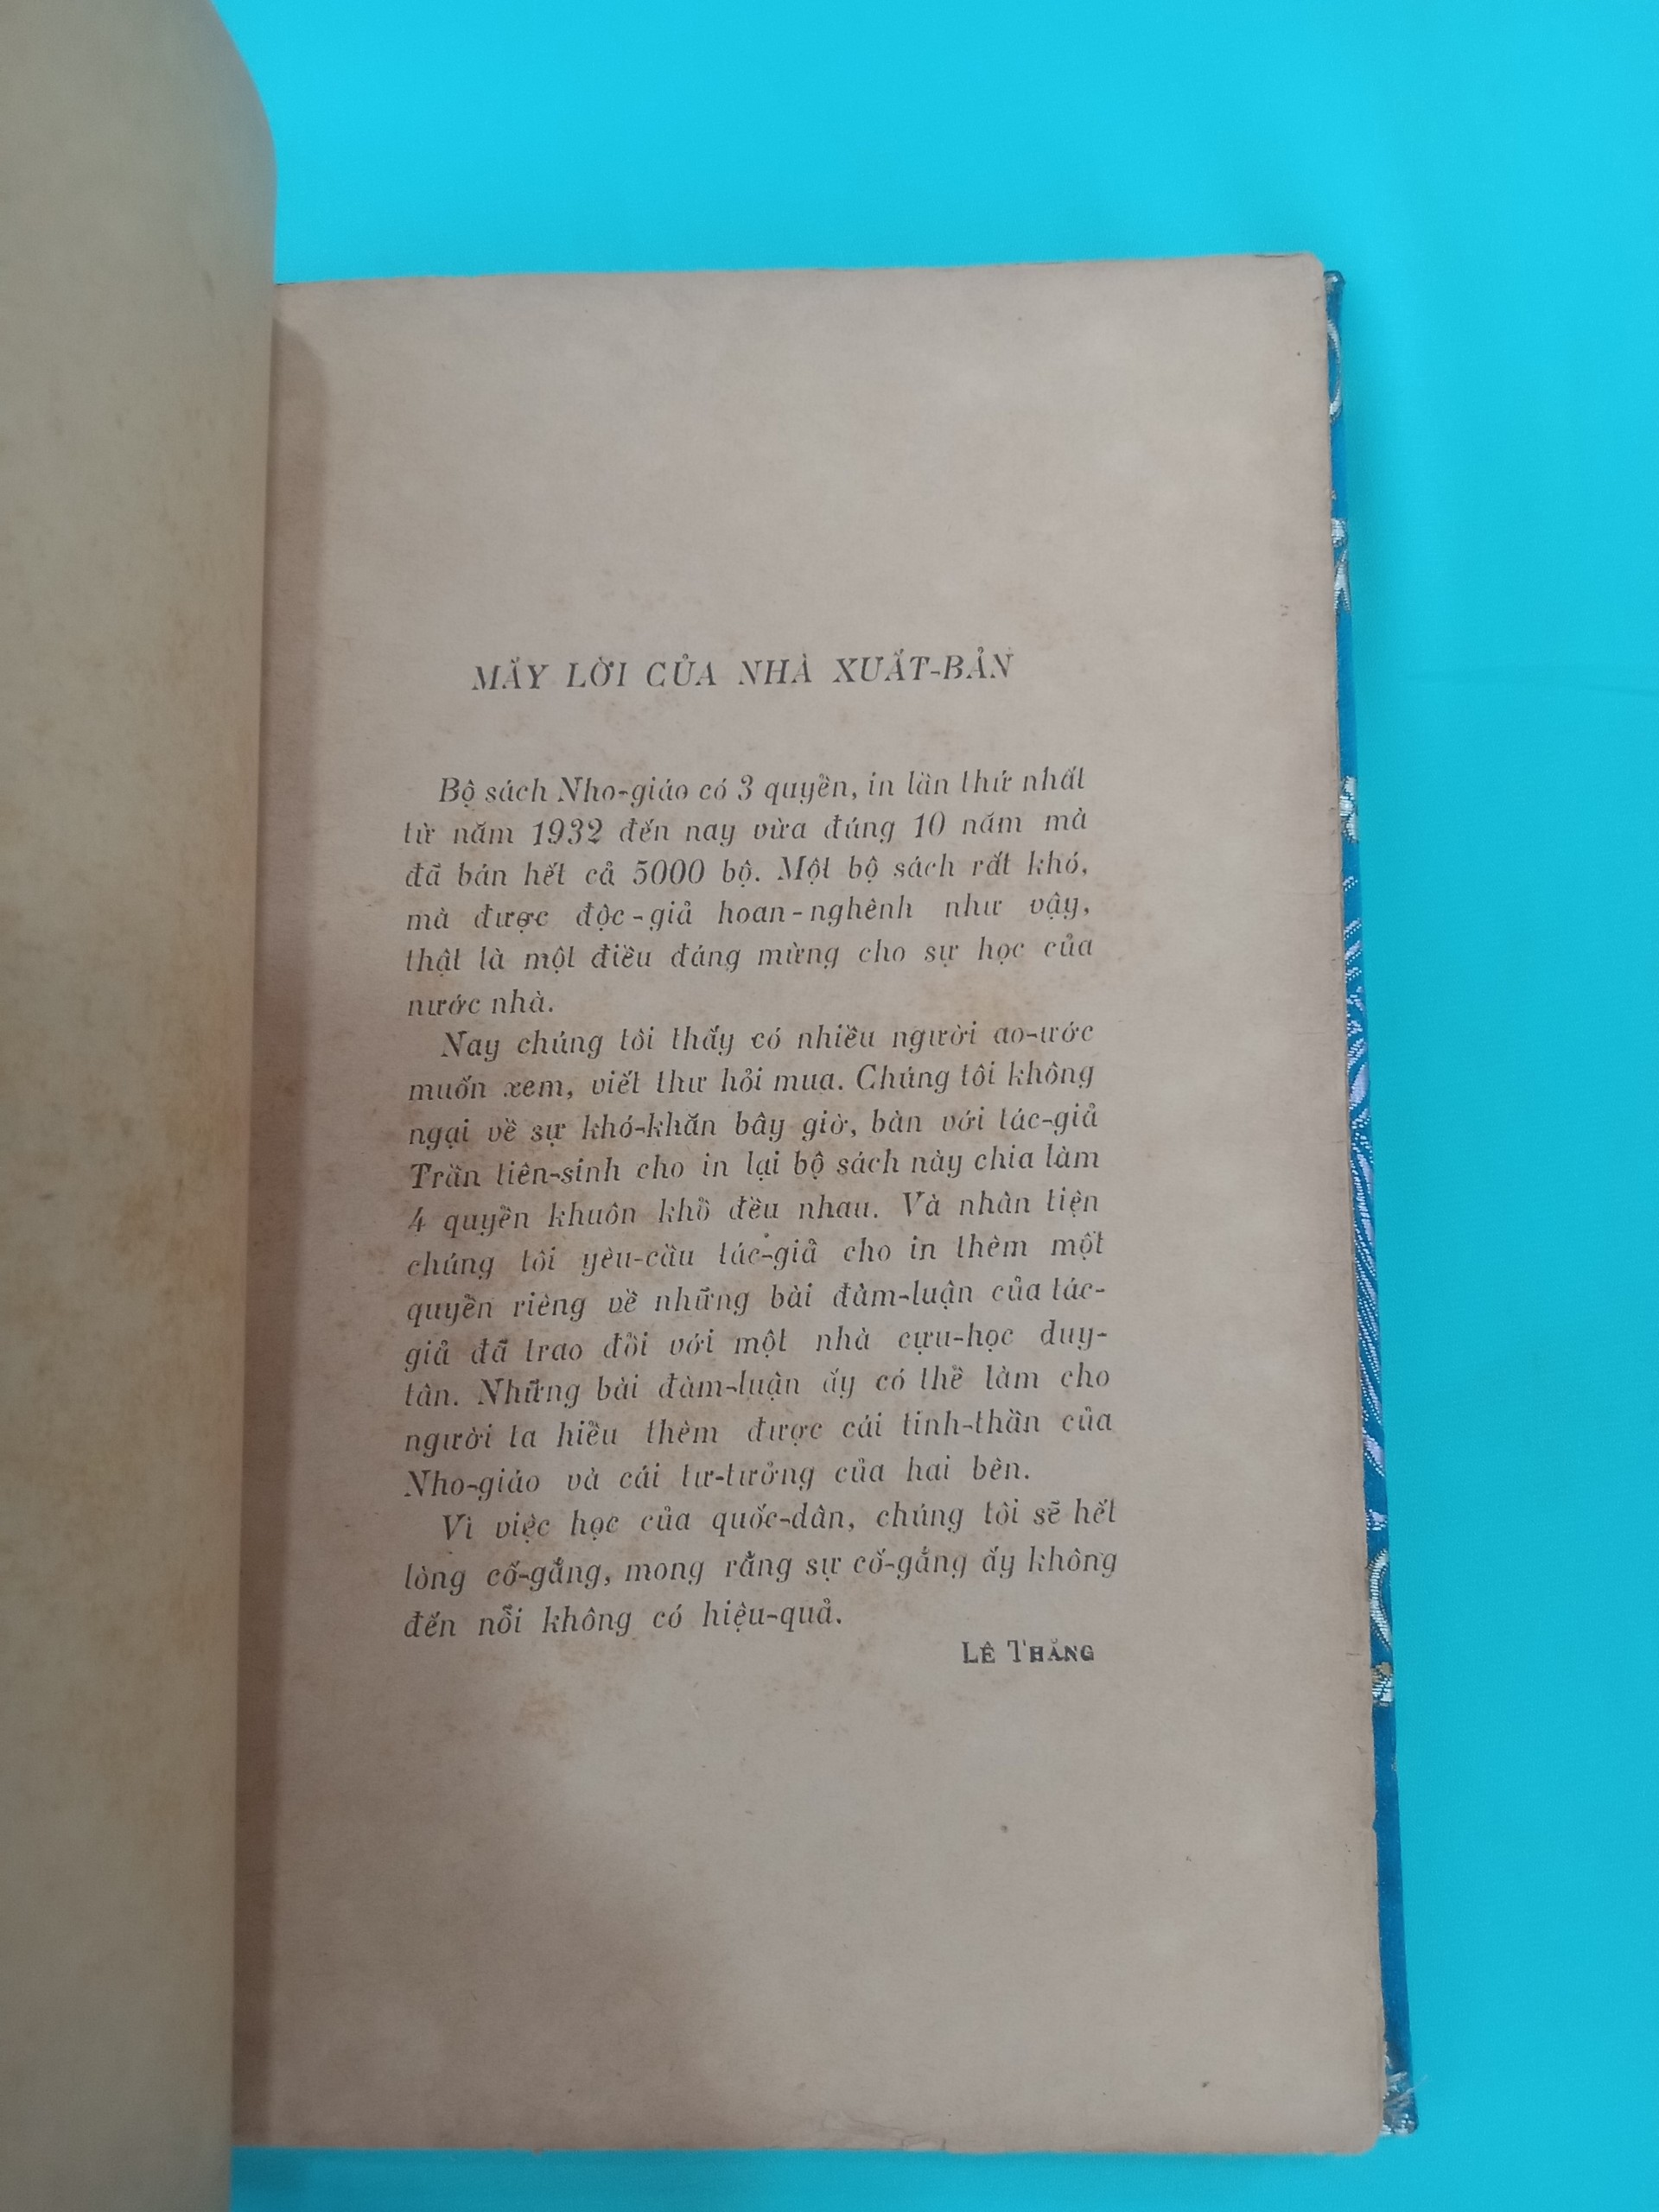 MẤY LỜI CỦA NHÀ XUẤT-BẢN
Bộ sách Nho-giáo có 3 quyển, in lần thứ nhất
từ năm 1932 đến nay vừa đúng 10 năm mà
đã bán hết cả 5000 bộ. Một bộ sách rất khó,
mà được độc-giả hoan-nghênh như vậy,
thật là một điều đáng mừng cho sự học của
nước nhà.
Nay chúng tôi thấy có nhiều người ao-ước
muốn xem, viết thư hỏi mua. Chúng tôi không
ngại về sự khó-khăn bây giờ, bàn với tác-giả
Trần tiên-sinh cho in lại bộ sách này chia làm
4 quyển khuôn khổ đều nhau. Và nhân tiện
chúng tôi yêu-cầu tác-giả cho in thêm một
quyển riêng về những bài đàm-luận của tác-
giả đã trao đổi với một nhà cựu-học duy-
tân. Những bài đàm-luận ấy có thể làm cho
người ta hiểu thêm được cái tinh-thần của
Nho-giáo và cái tư-tưởng của hai bên.
Vì việc học của quốc-dân, chúng tôi sẽ hết
lòng cố-gắng, mong rằng sự cố-gắng ấy không
đến nỗi không có hiệu-quả.
LÊ THĂNG